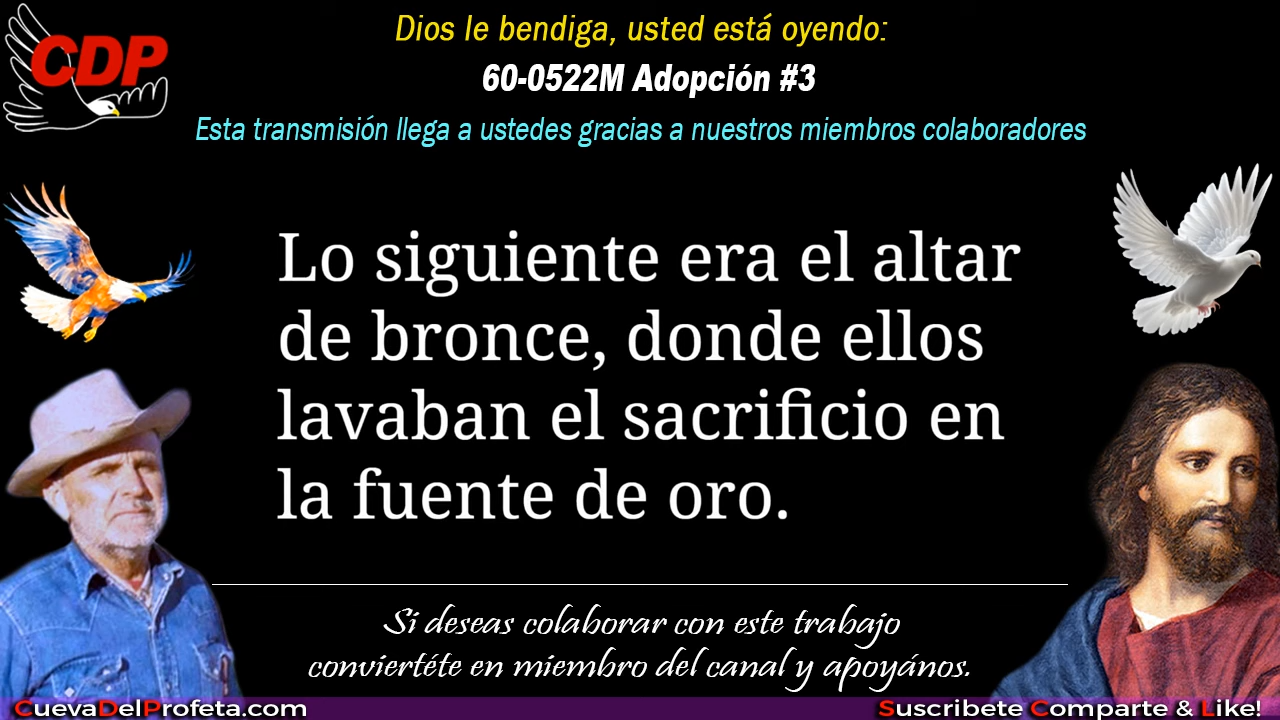 CDP
Dios le bendiga, usted está oyendo:
60-0522M Adopción #3
Esta transmisión llega a ustedes gracias a nuestros miembros colaboradores
Lo siguiente era el altar
de bronce, donde ellos
lavaban el sacrificio en
la fuente de oro.
Si deseas colaborar con este trabajo
conviertéte en miembro del canal y apoyános.
CuevaDelProfeta.com
Suscribete Comparte & Like!